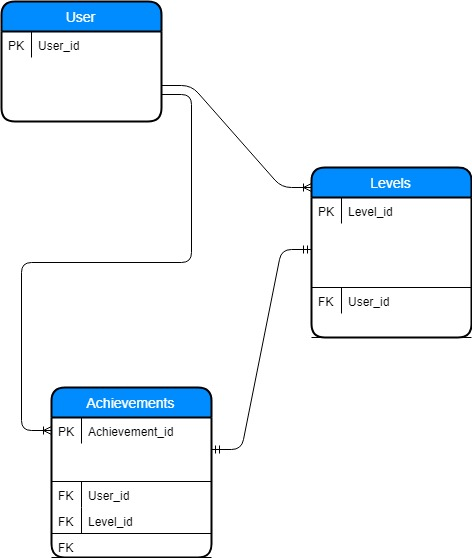 User
PK User_id
Levels
PK Level_id
FK User_id
Achievements
PK Achievement_id
FK User_id
FK Level_id
FK